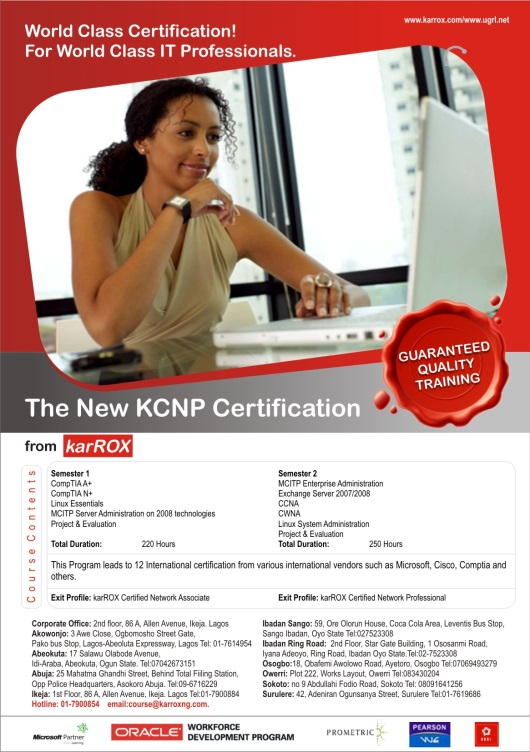 www.karrox.com/www.ugrl.net
World Class Certification!
For World Class IT Professionals.
GUARANTEED
QUALITY
TRAINING
The New KCNP Certification
from karROX
Course Contents
Semester 1
CompTIA A+
CompTIA N+
Linux Essentials
MCITP Server Administration on 2008 technologies
Project & Evaluation
Total Duration: 220 Hours
Semester 2
MCITP Enterprise Administration
Exchange Server 2007/2008
CCNA
CWNA
Linux System Administration
Project & Evaluation
Total Duration: 250 Hours
This Program leads to 12 International certification from various international vendors such as Microsoft, Cisco, Comptia and
others.
Exit Profile: karROX Certified Network Associate
Exit Profile: karROX Certified Network Professional
Corporate Office: 2nd floor, 86 A, Allen Avenue, Ikeja. Lagos
Akowonjo: 3 Awe Close, Ogbomosho Street Gate,
Pako bus Stop, Lagos-Abeoluta Expressway, Lagos Tel: 01-7614954
Abeokuta: 17 Salawu Olabode Avenue,
Idi-Araba, Abeokuta, Ogun State. Tel:07042673151
Abuja: 25 Mahatma Ghandhi Street, Behind Total Filling Station,
Opp Police Headquarters, Asokoro Abuja. Tel:09-6716229
Ikeja: 1st Floor, 86 A, Allen Avenue, Ikeja. Lagos Tel:01-7900884
Hotline: 01-7900854 email:course@karroxng.com.
Ibadan Sango: 59, Ore Olorun House, Coca Cola Area, Leventis Bus Stop,
Sango Ibadan, Oyo State Tel:027523308
Ibadan Ring Road: 2nd Floor, Star Gate Building, 1 Ososanmi Road,
Iyana Adeoyo, Ring Road, Ibadan Oyo State Tel:02-7523308
Osogbo:18, Obafemi Awolowo Road, Ayetoro, Osogbo Tel:07069493279
Owerri: Plot 222, Works Layout, Owerri Tel:083430204
Sokoto: no 9 Abdullahi Fodio Road, Sokoto Tel: 08091641256
Surulere: 42, Adeniran Ogunsanya Street, Surulere Tel:01-7619686
Microsoft Partner
Learning
ORACLE
WORKFORCE
DEVELOPMENT PROGRAM
PROMETRIC
PEARSON
VUE